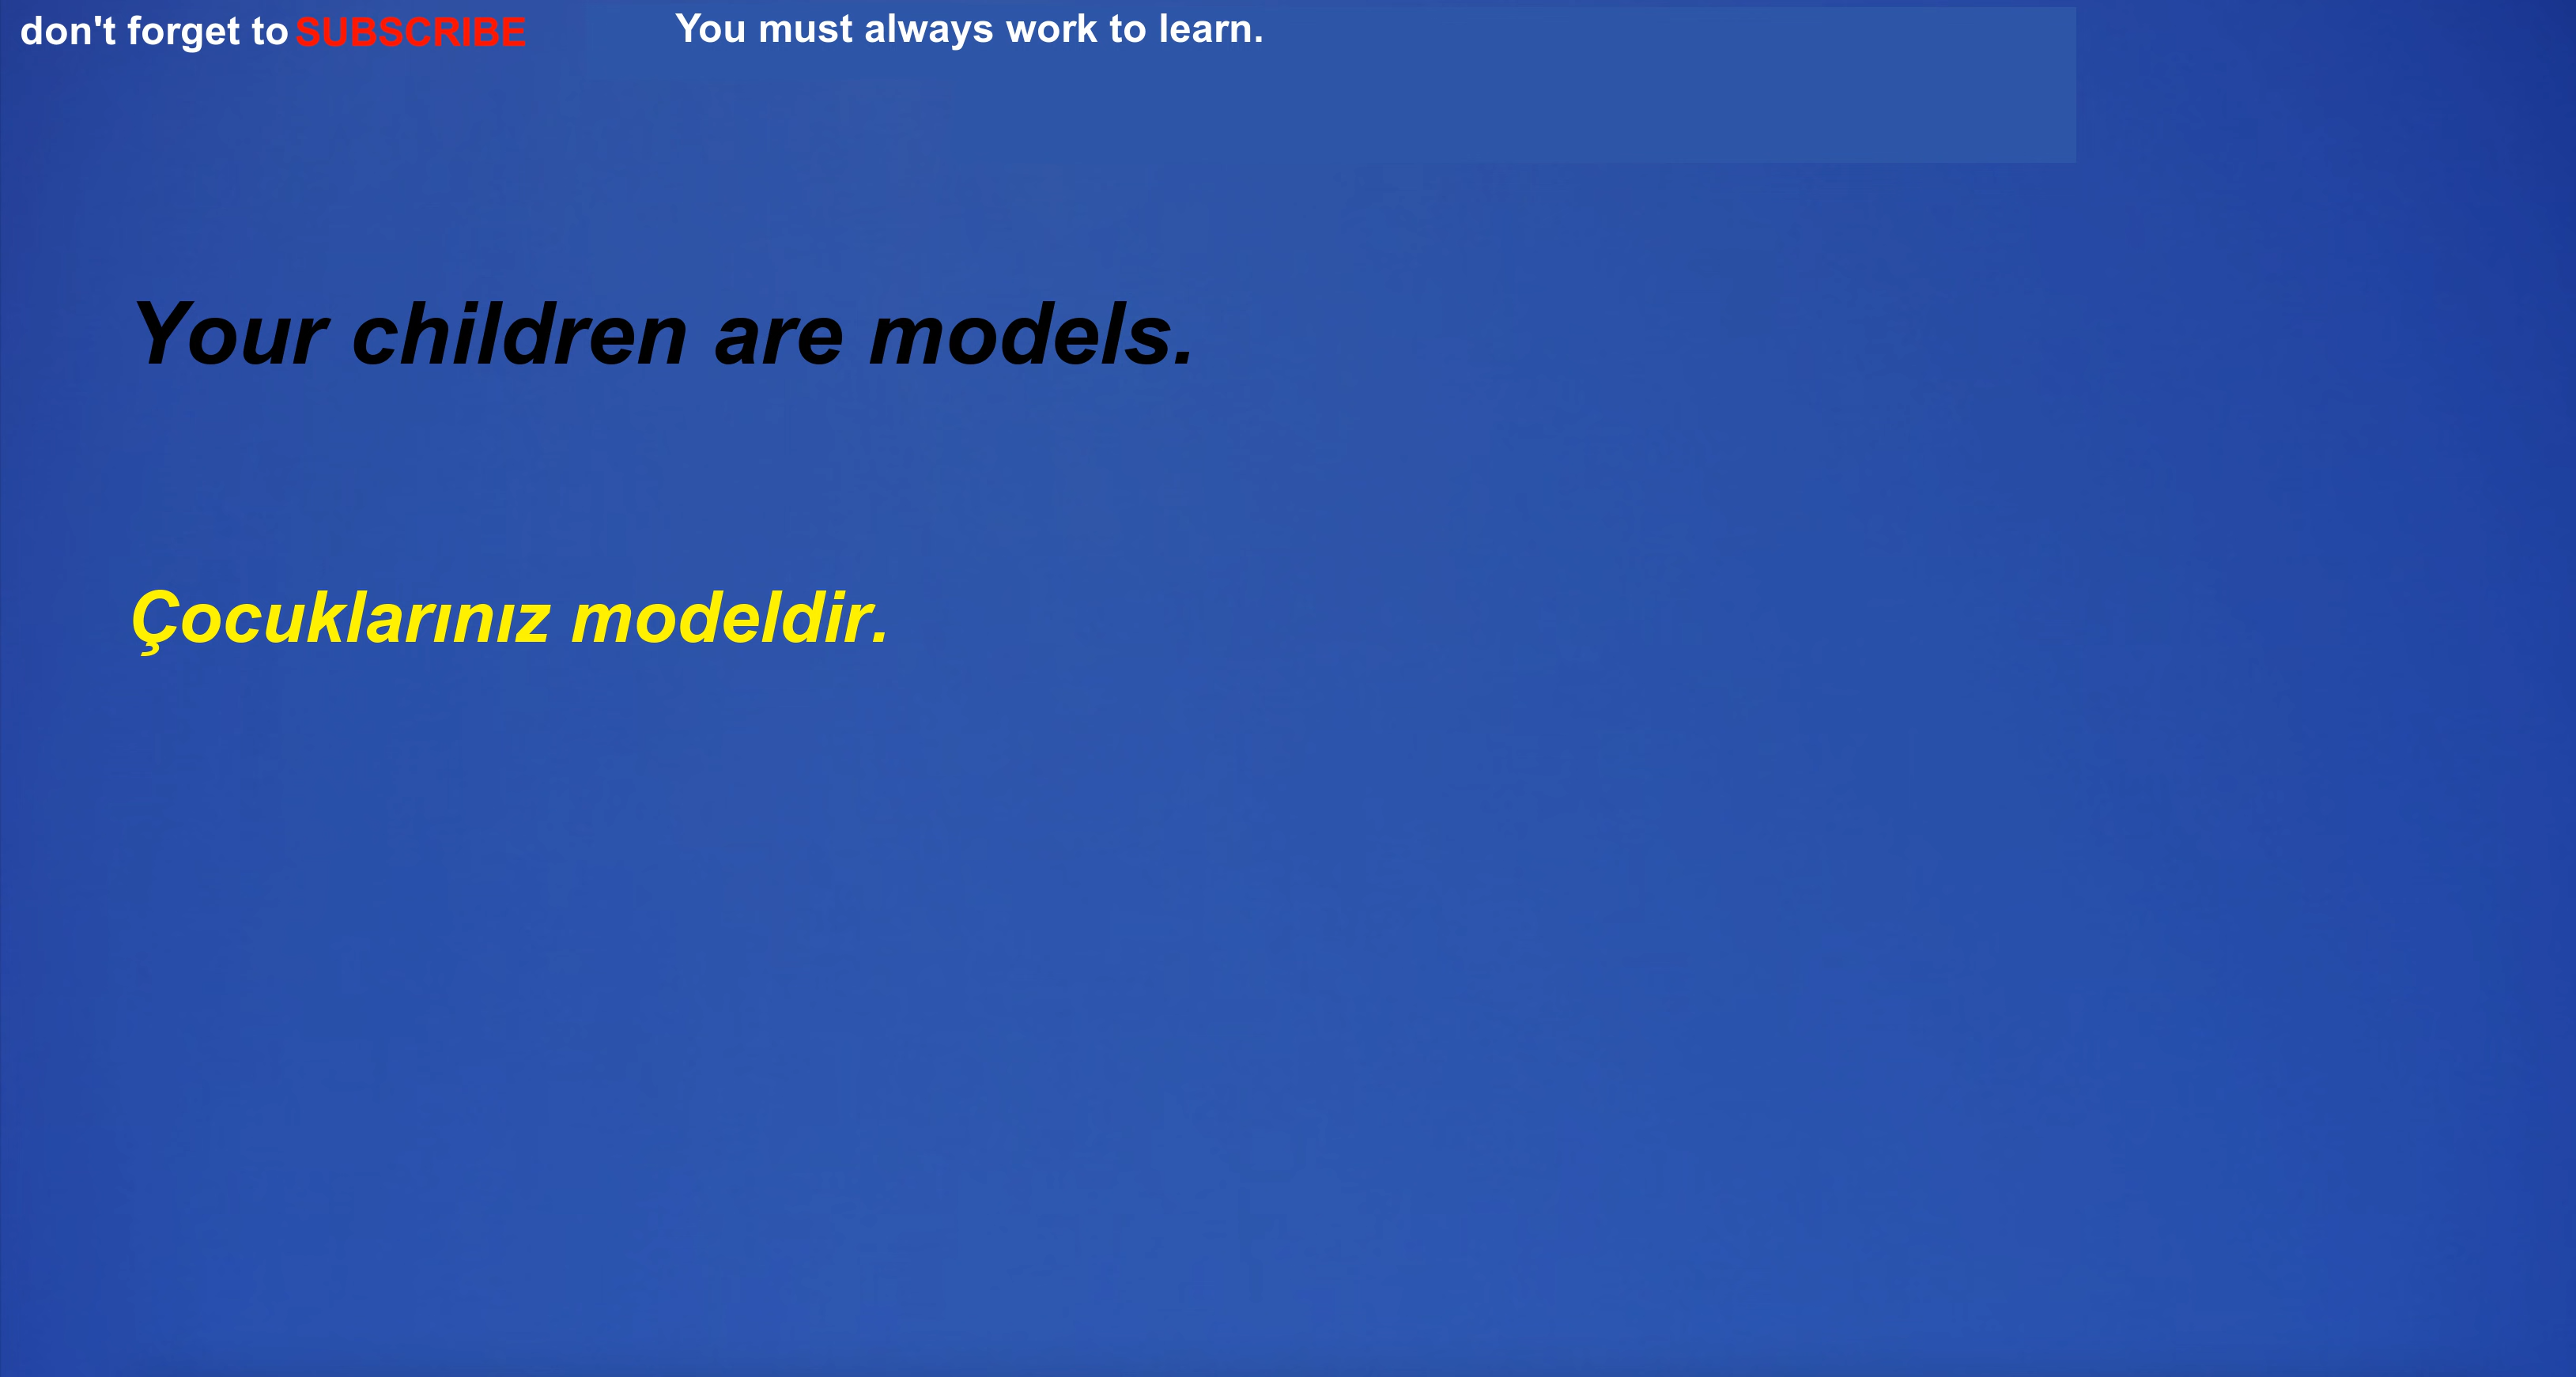 don't forget to SUBSCRIBE
You must always work to learn.
Your children are models.
Çocuklarınız modeldir.